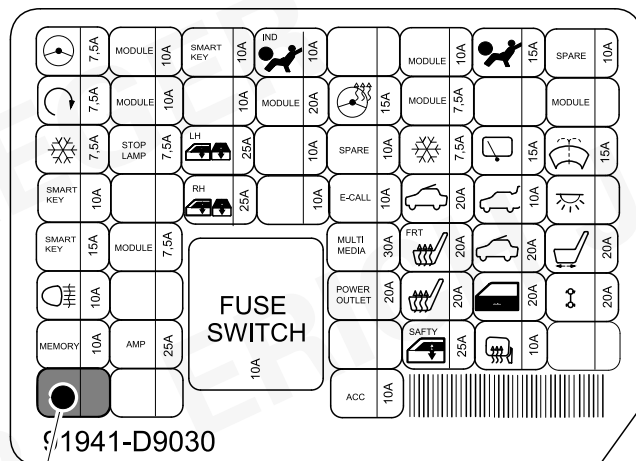 7,5A MODULE 10A SMART KEY 10A IND 10A MODULE 10A 15A SPARE 10A
7,5A MODULE 10A 10A MODULE 20A 15A MODULE 7,5A MODULE
7,5A STOP LAMP 7,5A LH 25A 10A SPARE 10A 7,5A 15A 15A
SMART KEY 10A RH 25A 10A E-CALL 10A 20A 10A 10A
SMART KEY 15A MODULE 7,5A MULTI MEDIA 30A FRT 20A 20A 20A
10A POWER OUTLET 20A 20A 20A 20A
MEMORY 10A AMP 25A FUSE SWITCH 10A SAFTY 25A 10A
ACC 10A
91941-D9030